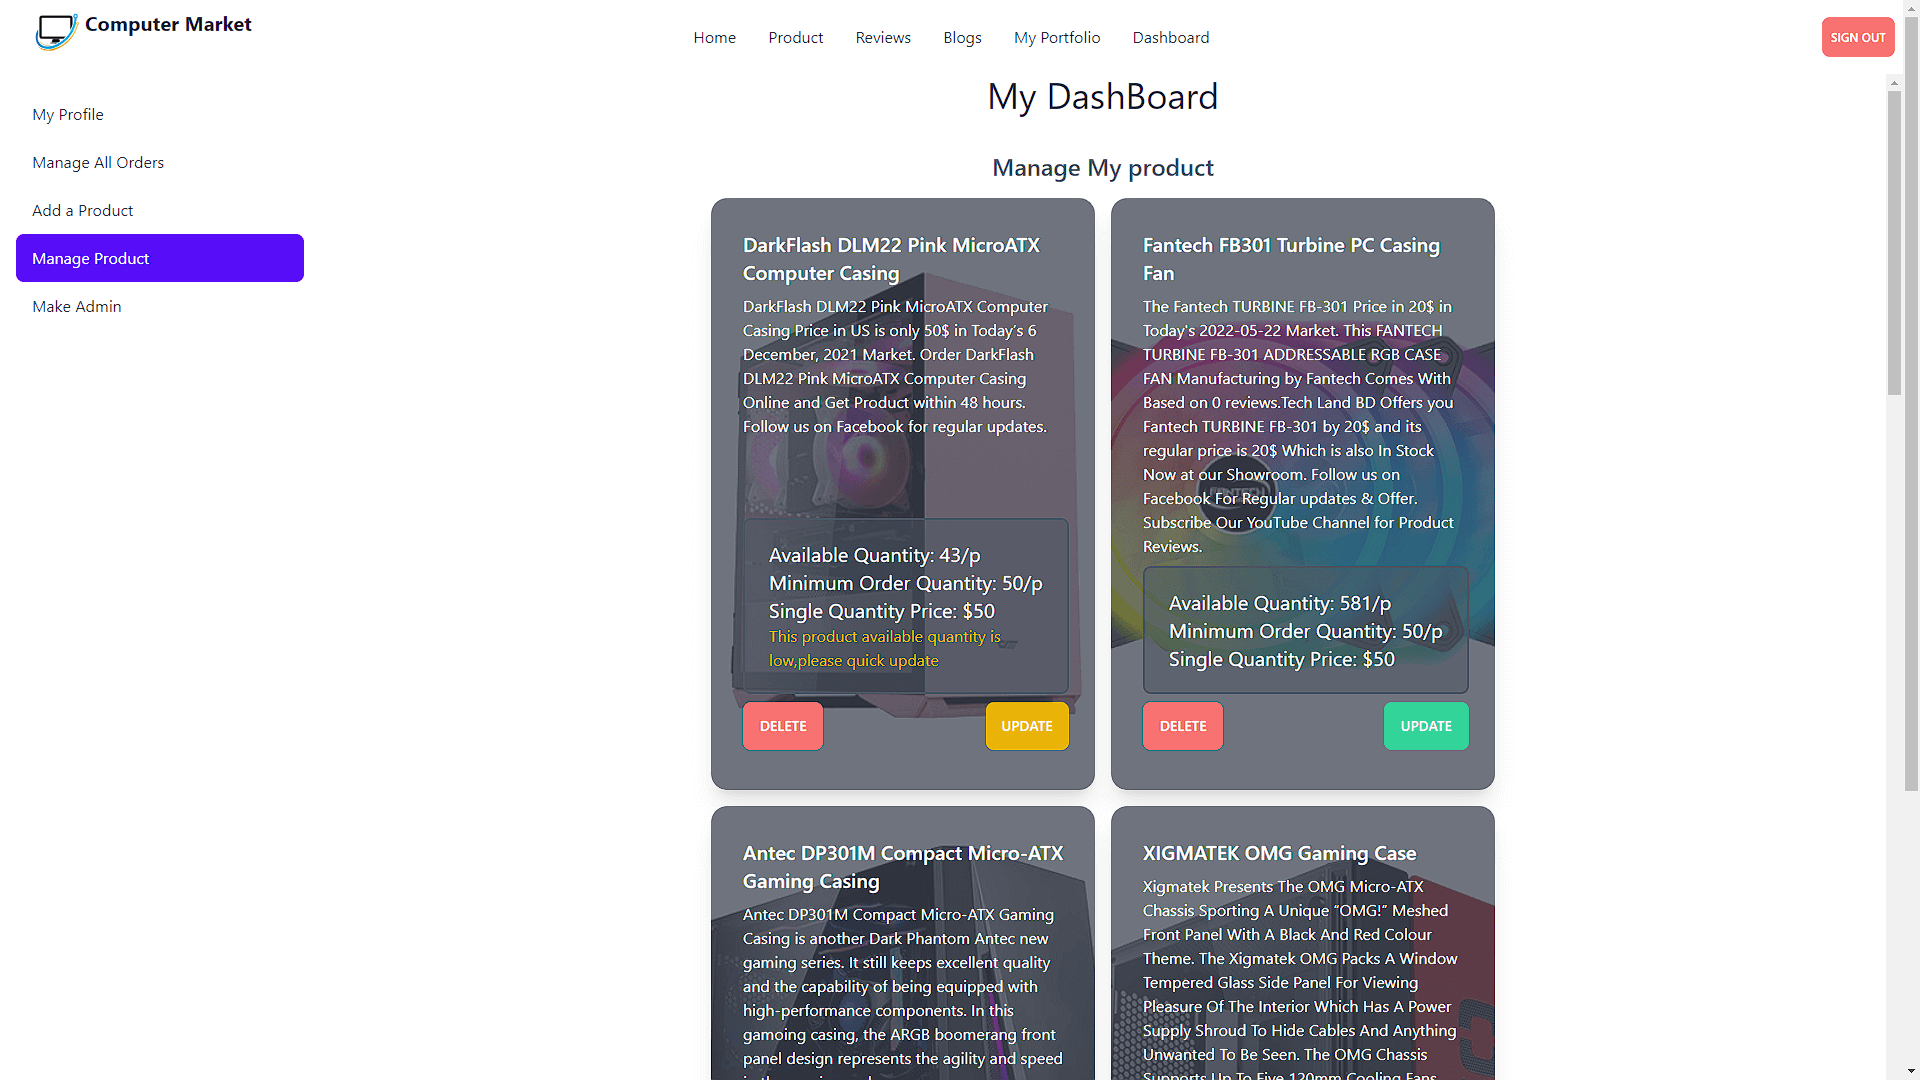 Computer Market
Home
Product
Reviews
Blogs
My Portfolio
Dashboard
SIGN OUT
My Profile
Manage All Orders
Add a Product
Manage Product
Make Admin
My DashBoard
Manage My product
DarkFlash DLM22 Pink MicroATX
Computer Casing
DarkFlash DLM22 Pink MicroATX Computer
Casing Price in US is only 50$ in Today’s 6
December, 2021 Market. Order DarkFlash
DLM22 Pink MicroATX Computer Casing
Online and Get Product within 48 hours.
Follow us on Facebook for regular updates.
Available Quantity: 43/p
Minimum Order Quantity: 50/p
Single Quantity Price: $50
This product available quantity is
low,please quick update
DELETE
UPDATE
Fantech FB301 Turbine PC Casing
Fan
The Fantech TURBINE FB-301 Price in 20$ in
Today's 2022-05-22 Market. This FANTECH
TURBINE FB-301 ADDRESSABLE RGB CASE
FAN Manufacturing by Fantech Comes With
Based on 0 reviews.Tech Land BD Offers you
Fantech TURBINE FB-301 by 20$ and its
regular price is 20$ Which is also In Stock
Now at our Showroom. Follow us on
Facebook For Regular updates & Offer.
Subscribe Our YouTube Channel for Product
Reviews.
FANTECH
Available Quantity: 581/p
Minimum Order Quantity: 50/p
Single Quantity Price: $50
DELETE
UPDATE
Antec DP301M Compact Micro-ATX
Gaming Casing
Antec DP301M Compact Micro-ATX Gaming
Casing is another Dark Phantom Antec new
gaming series. It still keeps excellent quality
and the capability of being equipped with
high-performance components. In this
gamoing casing, the ARGB boomerang front
panel design represents the agility and speed
XIGMATEK OMG Gaming Case
Xigmatek Presents The OMG Micro-ATX
Chassis Sporting A Unique “OMG!” Meshed
Front Panel With A Black And Red Colour
Theme. The Xigmatek OMG Packs A Window
Tempered Glass Side Panel For Viewing
Pleasure Of The Interior Which Has A Power
Supply Shroud To Hide Cables And Anything
Unwanted To Be Seen. The OMG Chassis
Supports Up To Five 120mm Cooling Fans